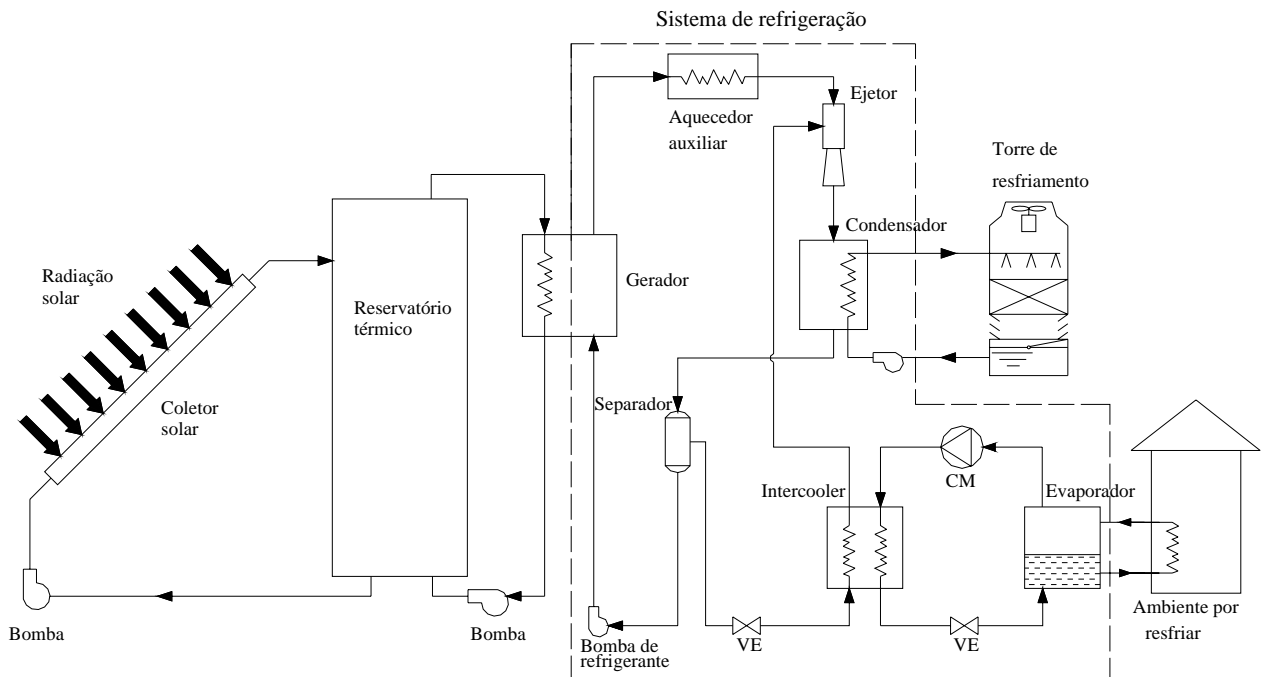 Sistema de refrigeração
Ejetor
Aquecedor
auxiliar
Torre de
resfriamento
Condensador
Radiação
solar
Gerador
Reservatório
térmico
Coletor
solar
Separador
CM
Intercooler
Evaporador
Bomba
Bomba
Bomba de
refrigerante
VE
VE
Ambiente por
resfriar